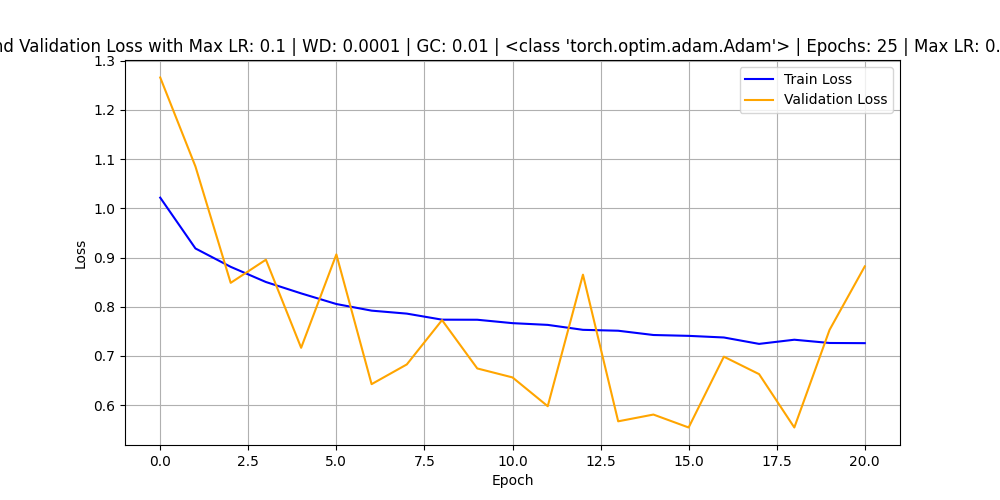 nd Validation Loss with Max LR: 0.1 | WD: 0.0001 | GC: 0.01 | <class 'torch.optim.adam.Adam'> | Epochs: 25 | Max LR: 0.
Train Loss
Validation Loss
Loss
1.3
1.2
1.1
1.0
0.9
0.8
0.7
0.6
0.0 2.5 5.0 7.5 10.0 12.5 15.0 17.5 20.0
Epoch